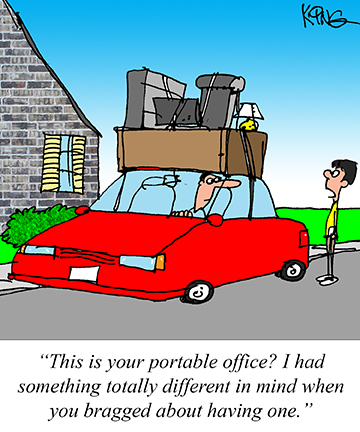 KING
“This is your portable office? I had
something totally different in mind when
you bragged about having one.”